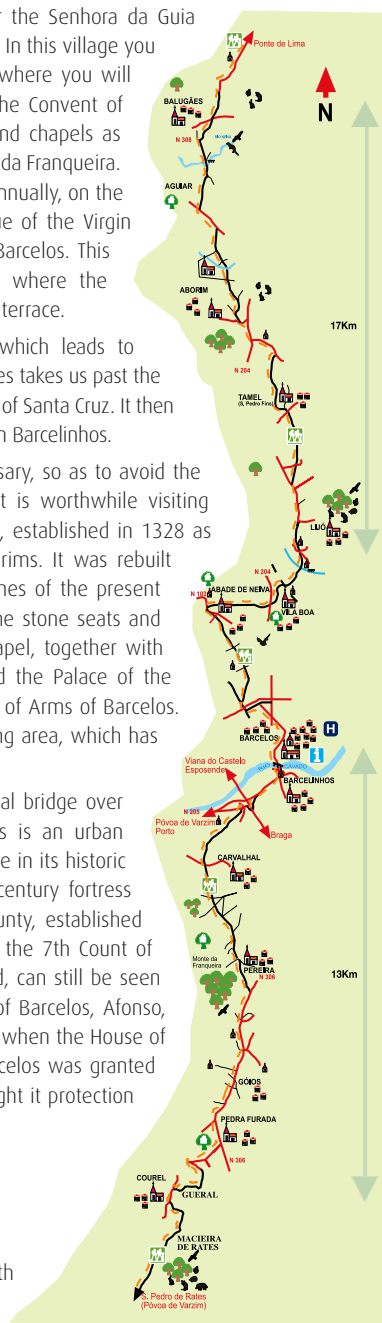 r the Senhora da Guia
In this village you
where you will
he Convent of
nd chapels as
da Franqueira.
nnually, on the
ue of the Virgin
Barcelos. This
where the
terrace.
which leads to
es takes us past the
of Santa Cruz. It then
n Barcelinhos.
sary, so as to avoid the
t is worthwhile visiting
, established in 1328 as
rims. It was rebuilt
nes of the present
ne stone seats and
apel, together with
d the Palace of the
of Arms of Barcelos.
ng area, which has
al bridge over
s is an urban
e in its historic
century fortress
unty, established
the 7th Count of
d, can still be seen
of Barcelos, Afonso,
when the House of
celos was granted
ght it protection
th
Ponte de Lima
N
BALUGÃES
N 308
AGUIAR
ABORIM
17Km
N 204
TAMEL
(S. Pedro Fins)
LIJÓ
N 204
ABADE DE NEIVA
N 103
VILA BOA
BARCELOS
H
i
RIO CÁVADO
BARCELINHOS
Viana do Castelo
Esposende
N 205
Póvoa de Varzim
Porto
Braga
CARVALHAL
Monte da
Franqueira
PEREIRA
N 306
13Km
GÓIOS
PEDRA FURADA
N 306
COUREL
GUERAL
MACIEIRA
DE RATES
S. Pedro de Rates
(Póvoa de Varzim)